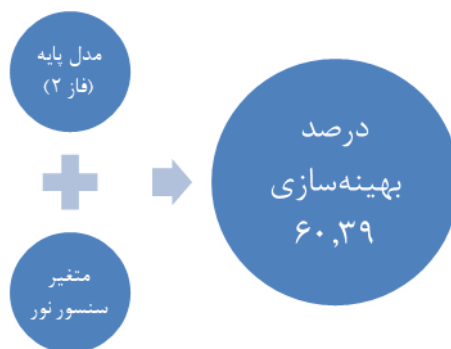 مدل پایه
(فاز ۲)
متغیر
سنسور نور
درصد
بهینه‌سازی
۶۰,۳۹